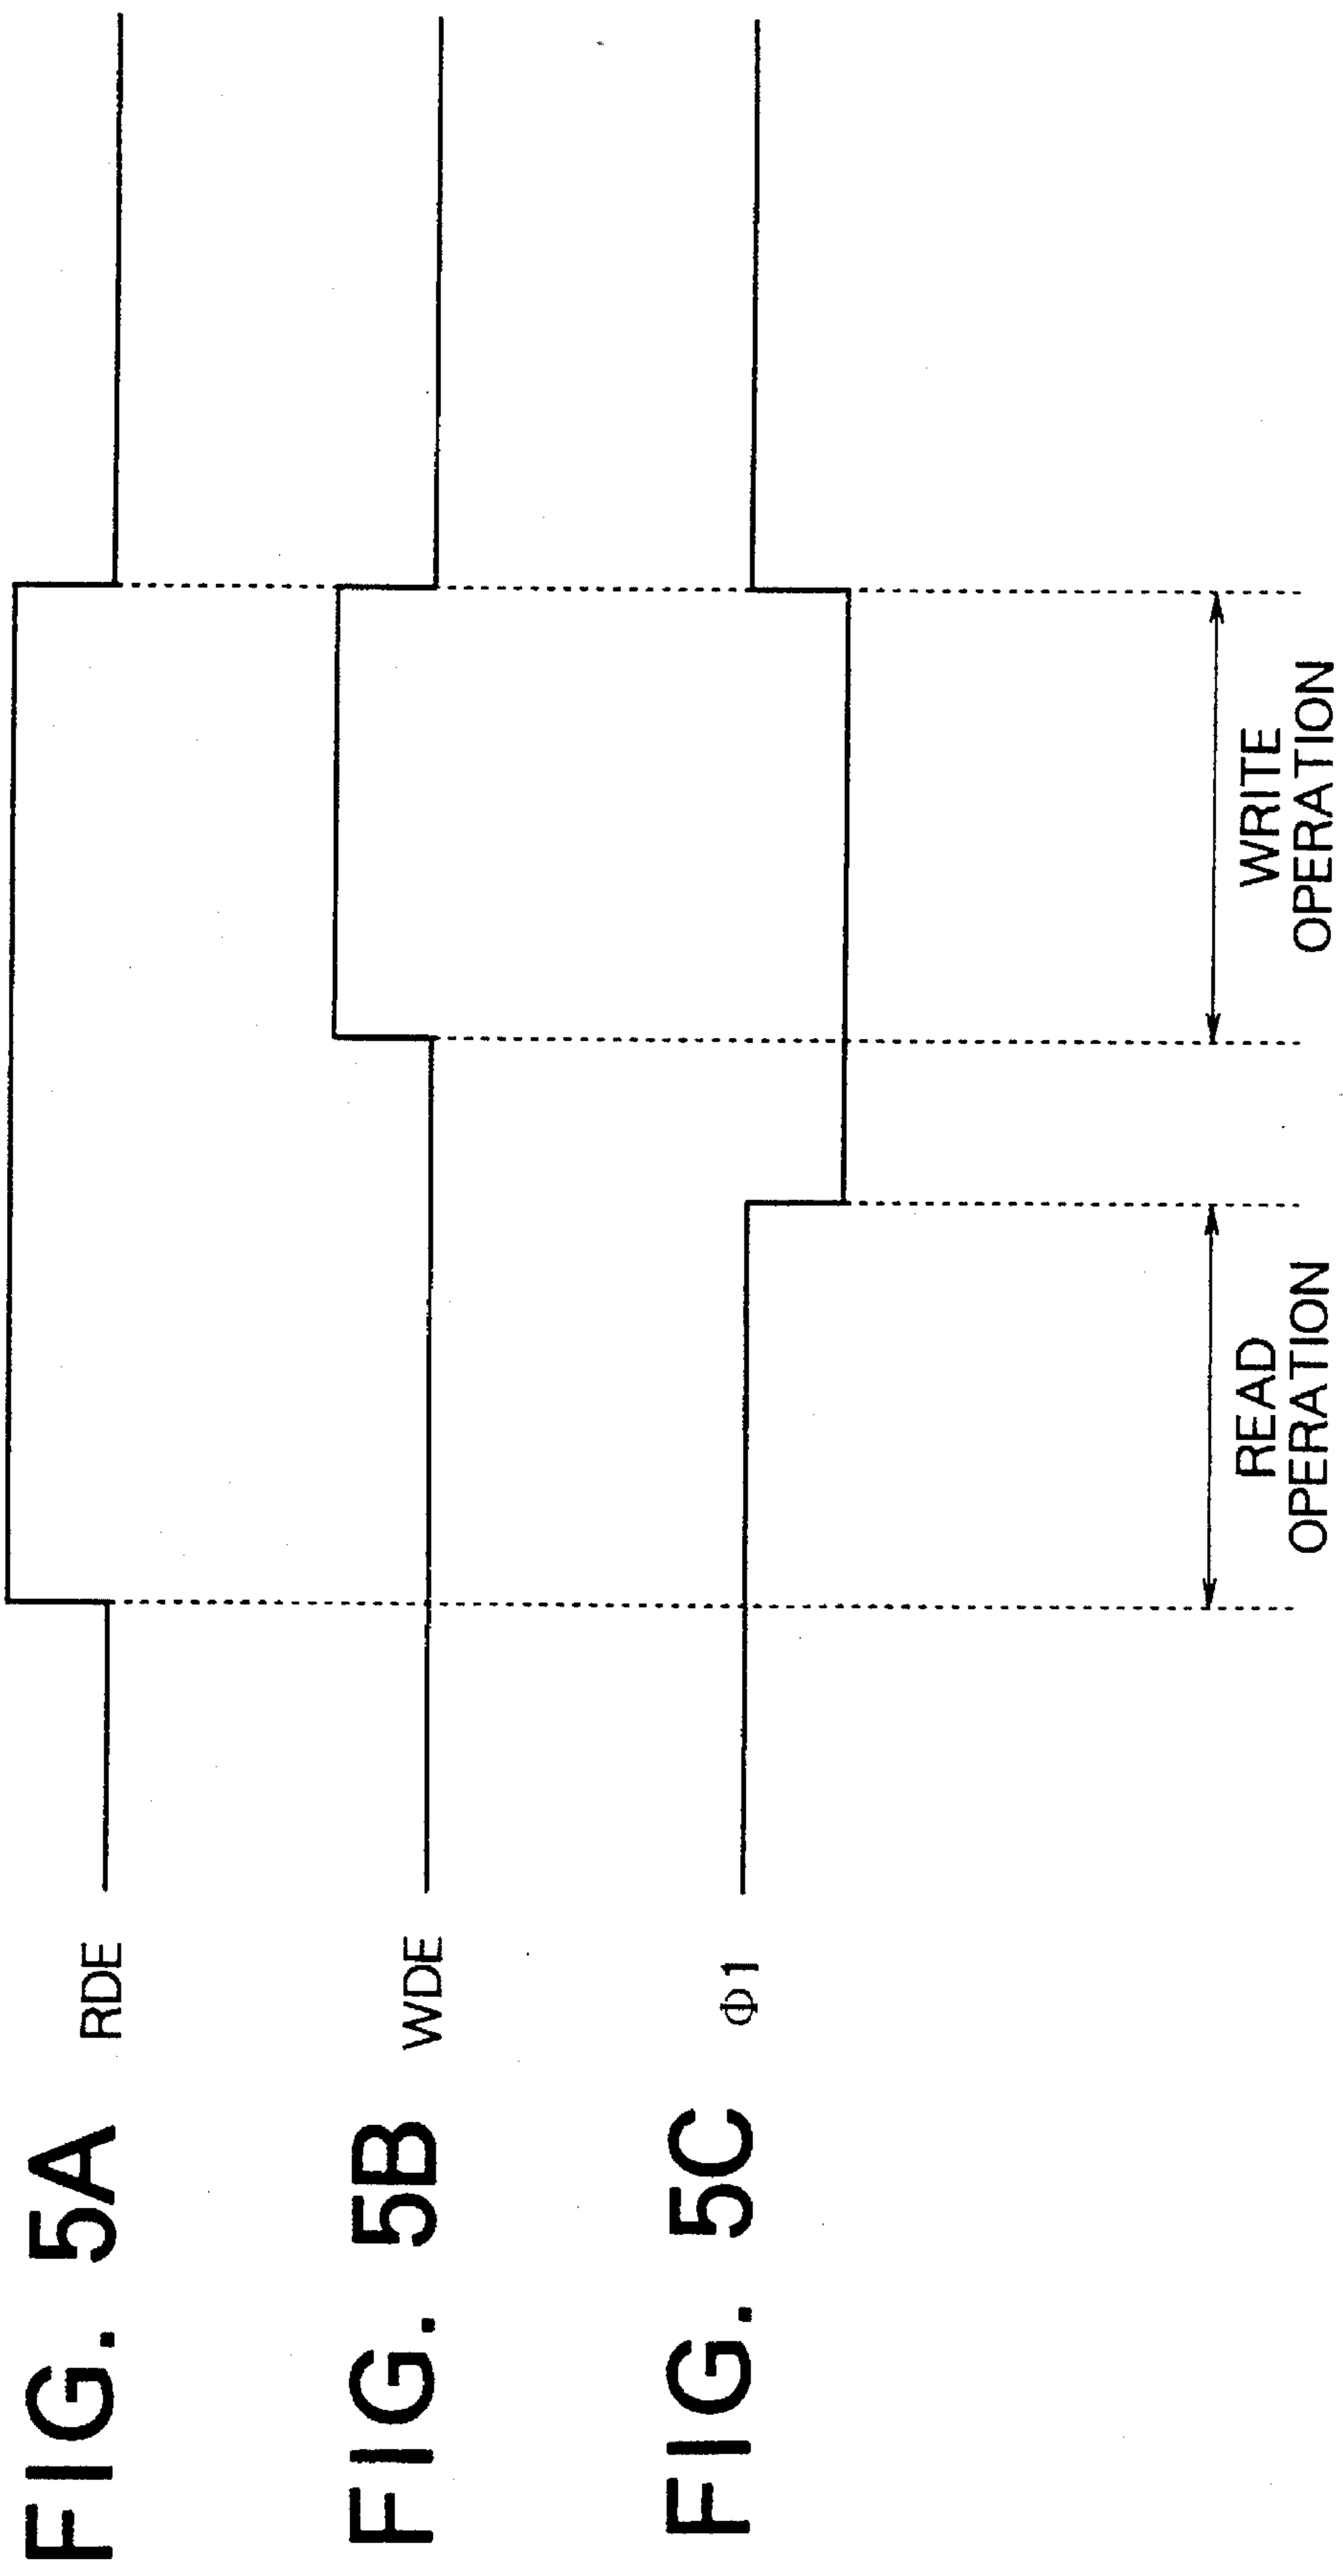 FIG. 5A RDE
FIG. 5B WDE
FIG. 5C Φ1
READ
OPERATION
WRITE
OPERATION